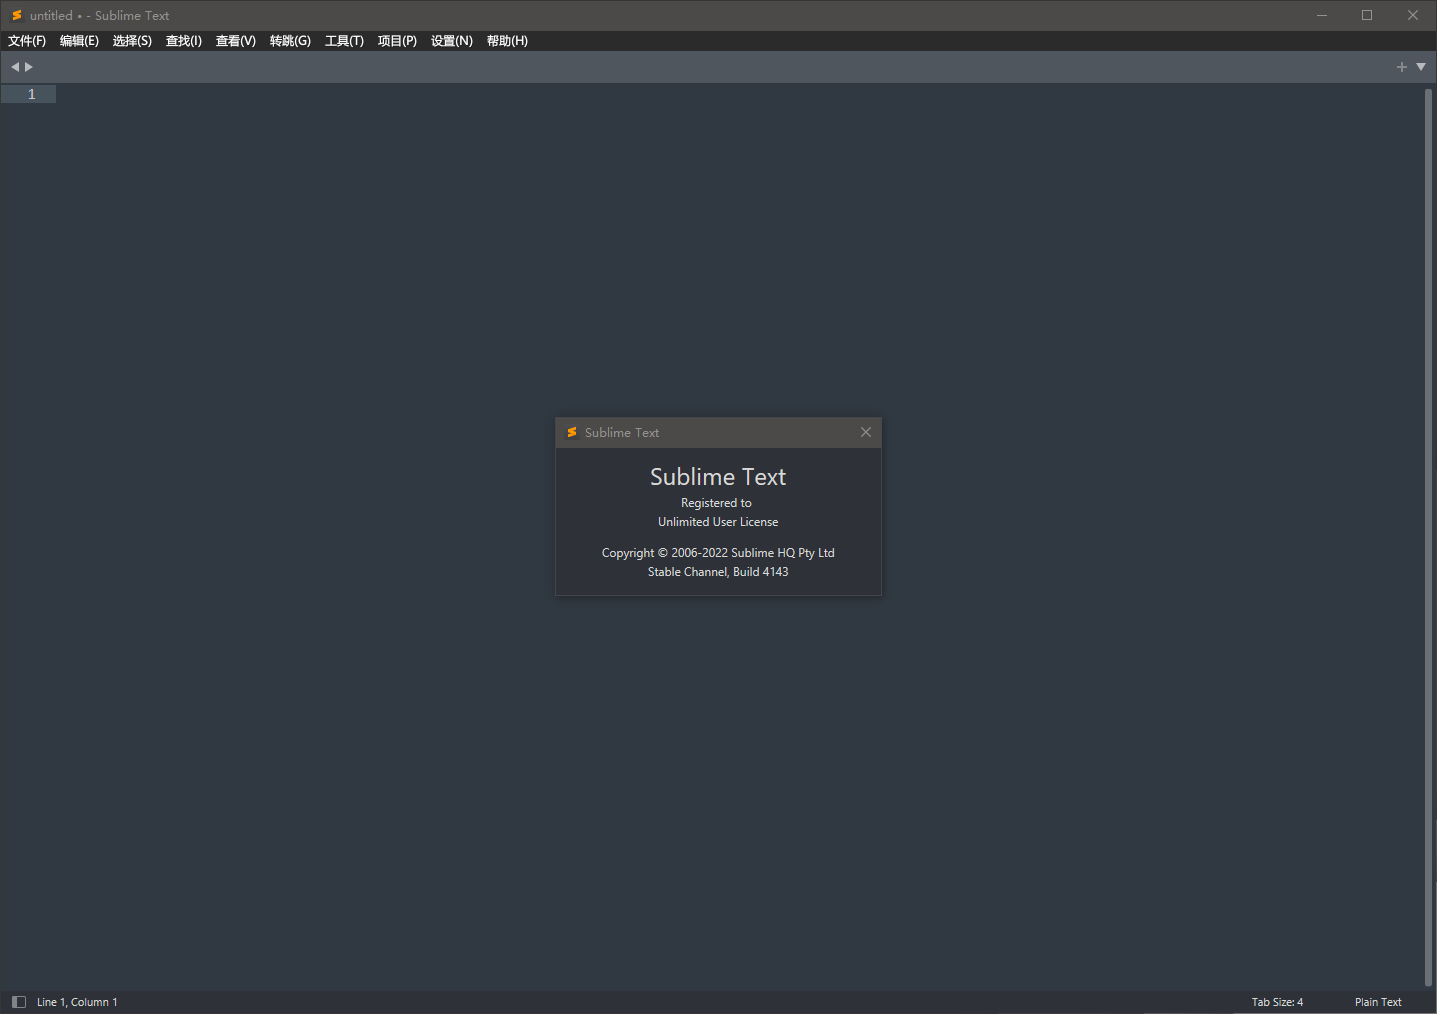 untitled • - Sublime Text
文件(F) 编辑(E) 选择(S) 查找(I) 查看(V) 转跳(G) 工具(T) 项目(P) 设置(N) 帮助(H)
1
Sublime Text
Sublime Text
Registered to
Unlimited User License
Copyright © 2006-2022 Sublime HQ Pty Ltd
Stable Channel, Build 4143
Line 1, Column 1 Tab Size: 4 Plain Text